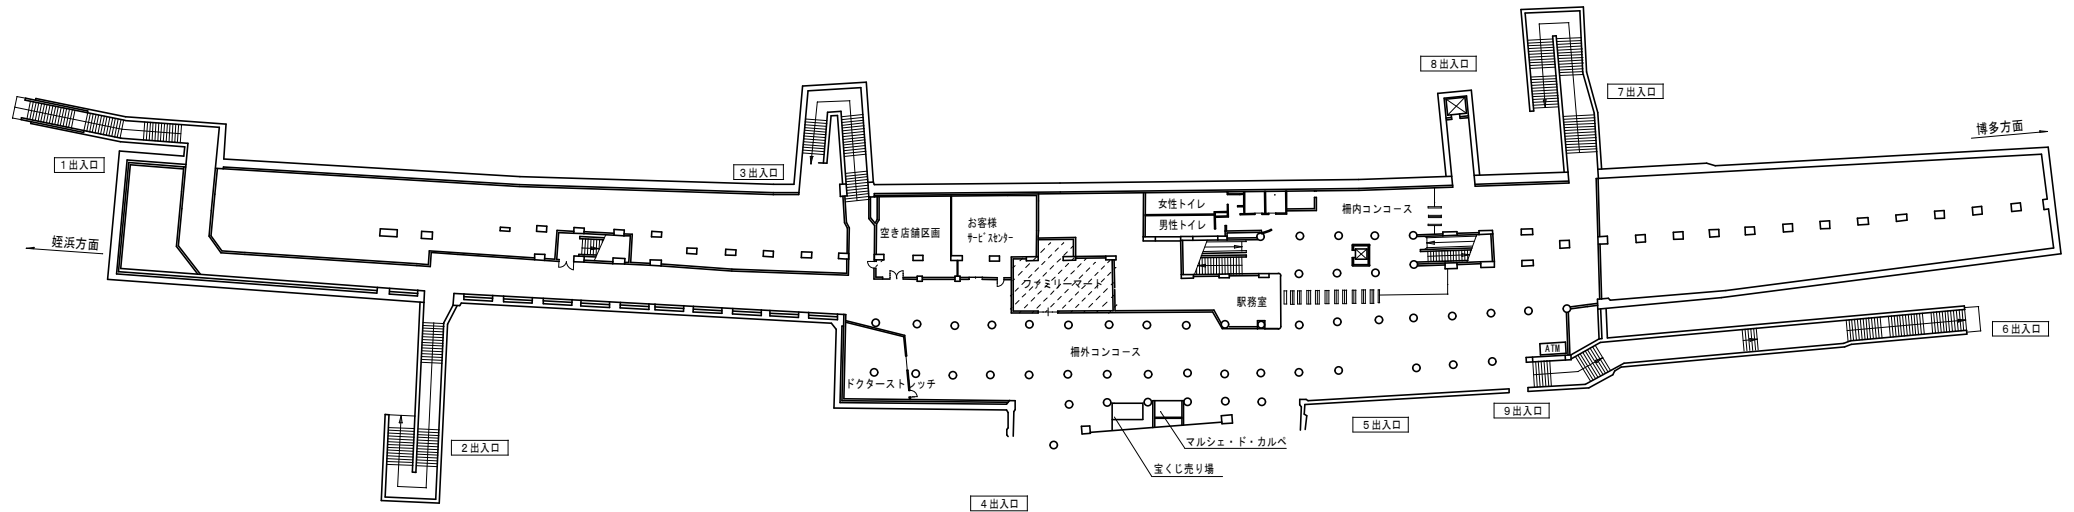 8出入口
7出入口
博多方面
1出入口
3出入口
女性トイレ
男性トイレ
柵内コンコース
姪浜方面
空き店舗区画
お客様
サービスセンター
ファミリーマート
駅務室
6出入口
柵外コンコース
ATM
ドクターストレッチ
9出入口
5出入口
2出入口
マルシェ・ド・カルペ
宝くじ売り場
4出入口